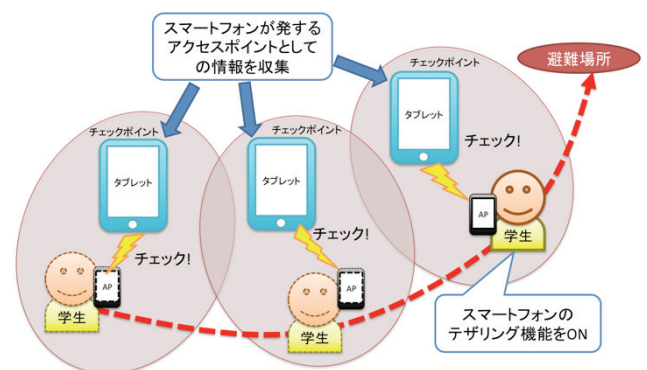 スマートフォンが発する
アクセスポイントとして
の情報を収集
避難場所
チェックポイント
タブレット
チェック!
AP
学生
チェックポイント
タブレット
チェック!
AP
学生
チェックポイント
タブレット
チェック!
AP
学生
スマートフォンの
テザリング機能をON